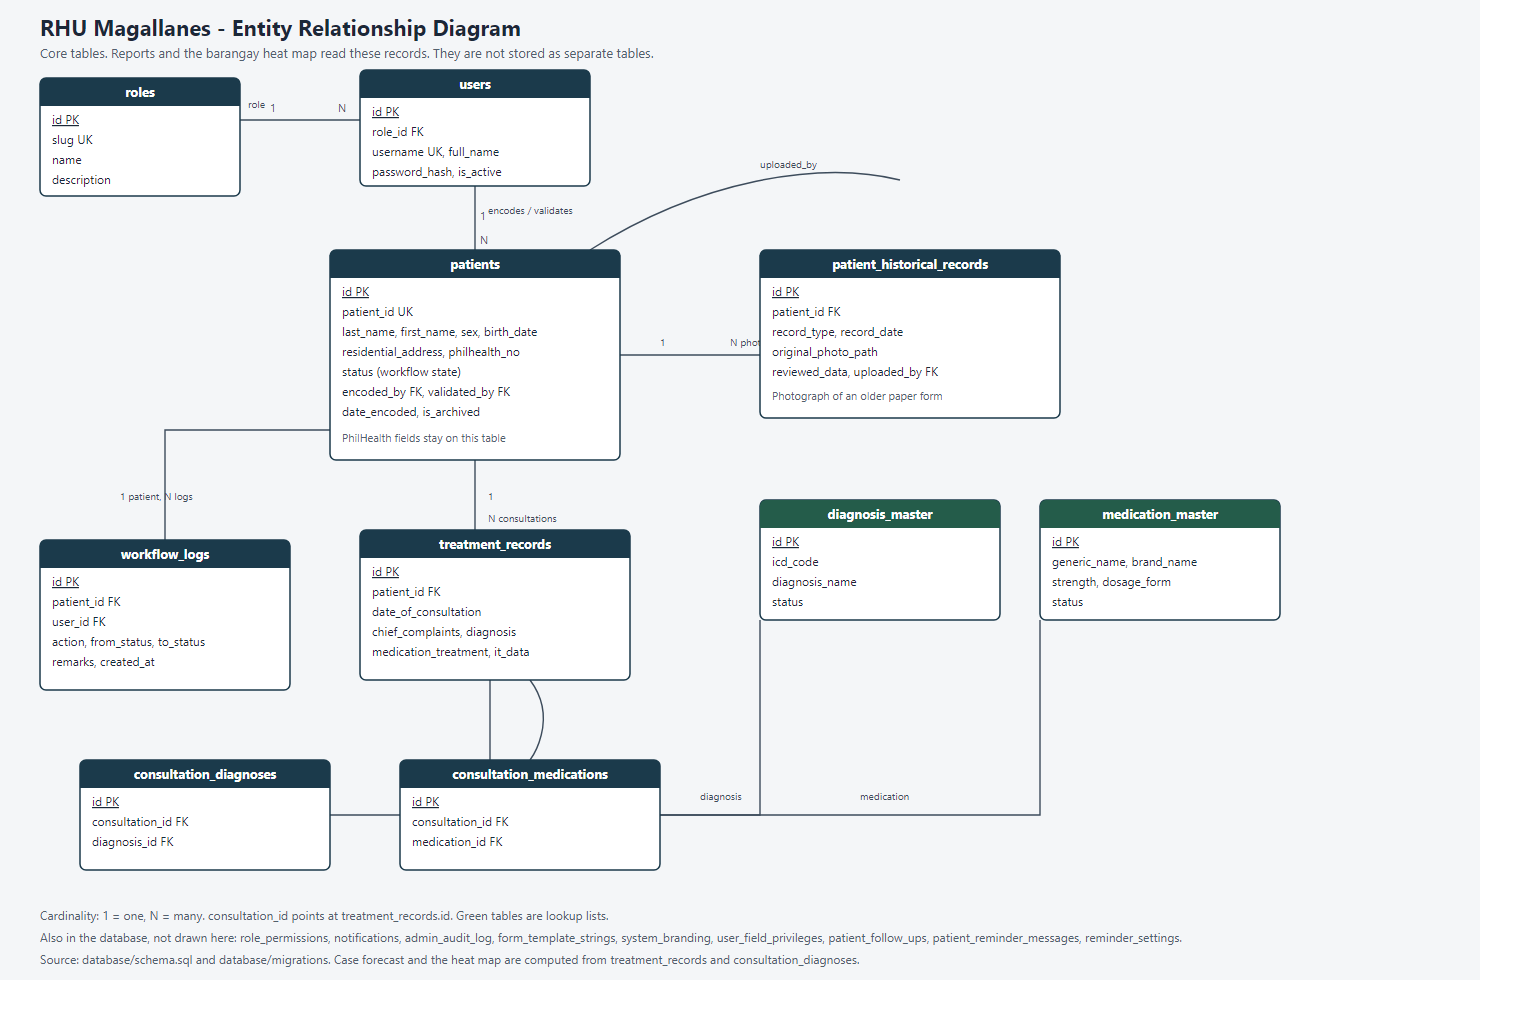 RHU Magallanes - Entity Relationship Diagram
Core tables. Reports and the barangay heat map read these records. They are not stored as separate tables.
roles
id PK
slug UK
name
description
role 1 N
users
id PK
role_id FK
username UK, full_name
password_hash, is_active
uploaded_by
1 encodes / validates
N
patients
id PK
patient_id UK
last_name, first_name, sex, birth_date
residential_address, philhealth_no
status (workflow state)
encoded_by FK, validated_by FK
date_encoded, is_archived
PhilHealth fields stay on this table
1 N phot
patient_historical_records
id PK
patient_id FK
record_type, record_date
original_photo_path
reviewed_data, uploaded_by FK
Photograph of an older paper form
1 patient, N logs
1
N consultations
workflow_logs
id PK
patient_id FK
user_id FK
action, from_status, to_status
remarks, created_at
treatment_records
id PK
patient_id FK
date_of_consultation
chief_complaints, diagnosis
medication_treatment, it_data
diagnosis_master
id PK
icd_code
diagnosis_name
status
medication_master
id PK
generic_name, brand_name
strength, dosage_form
status
consultation_diagnoses
id PK
consultation_id FK
diagnosis_id FK
consultation_medications
id PK
consultation_id FK
medication_id FK
diagnosis
medication
Cardinality: 1 = one, N = many. consultation_id points at treatment_records.id. Green tables are lookup lists.
Also in the database, not drawn here: role_permissions, notifications, admin_audit_log, form_template_strings, system_branding, user_field_privileges, patient_follow_ups, patient_reminder_messages, reminder_settings.
Source: database/schema.sql and database/migrations. Case forecast and the heat map are computed from treatment_records and consultation_diagnoses.